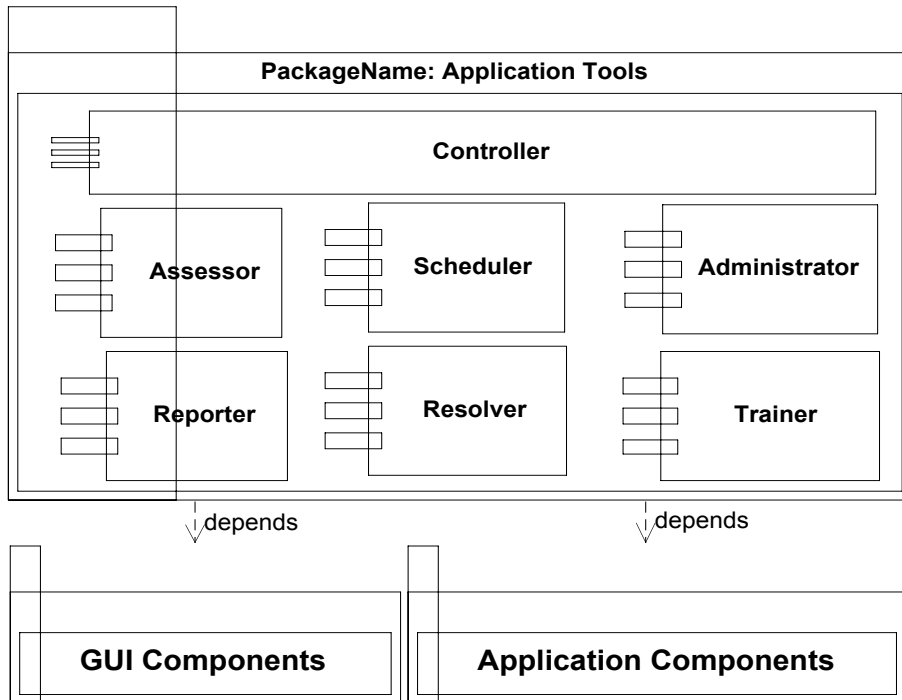 PackageName: Application Tools
Controller
Assessor
Scheduler
Administrator
Reporter
Resolver
Trainer
depends
depends
GUI Components
Application Components